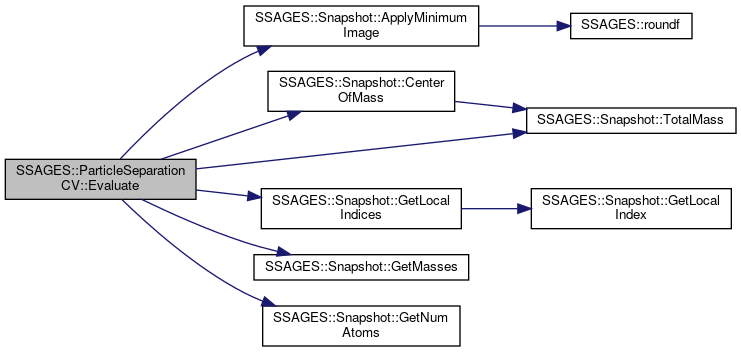 SSAGES::ParticleSeparation
CV::Evaluate
SSAGES::Snapshot::ApplyMinimum
Image
SSAGES::roundf
SSAGES::Snapshot::Center
OfMass
SSAGES::Snapshot::TotalMass
SSAGES::Snapshot::GetLocal
Indices
SSAGES::Snapshot::GetLocal
Index
SSAGES::Snapshot::GetMasses
SSAGES::Snapshot::GetNum
Atoms